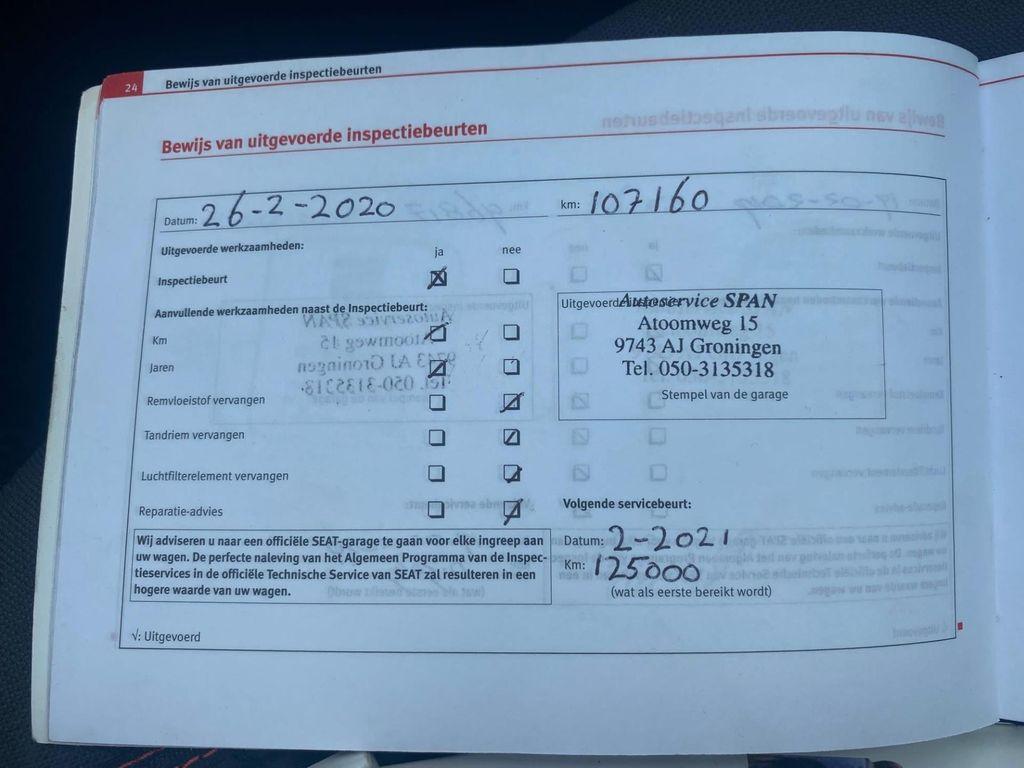 24 Bewijs van uitgevoerde inspectiebeurten
Bewijs van uitgevoerde inspectiebeurten
Datum: 26-2-2020 km: 107160
Uitgevoerde werkzaamheden: ja nee
Inspectiebeurt
Aanvullende werkzaamheden naast de Inspectiebeurt:
Km
Jaren
Remvloeistof vervangen
Tandriem vervangen
Luchtfilterelement vervangen
Reparatie-advies
Wij adviseren u naar een officiële SEAT-garage te gaan voor elke ingreep aan
uw wagen. De perfecte naleving van het Algemeen Programma van de Inspec-
tieservices in de officiële Technische Service van SEAT zal resulteren in een
hogere waarde van uw wagen.
√: Uitgevoerd
Uitgevoerde
Autoservice SPAN
Atoomweg 15
9743 AJ Groningen
Tel. 050-3135318
Stempel van de garage
Volgende servicebeurt:
Datum: 2-2021
Km: 125000
(wat als eerste bereikt wordt)